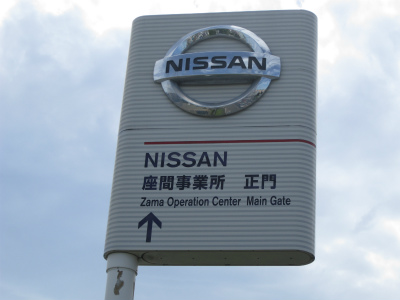 NISSAN
NISSAN
座間事業所 正門
Zama Operation Center Main Gate